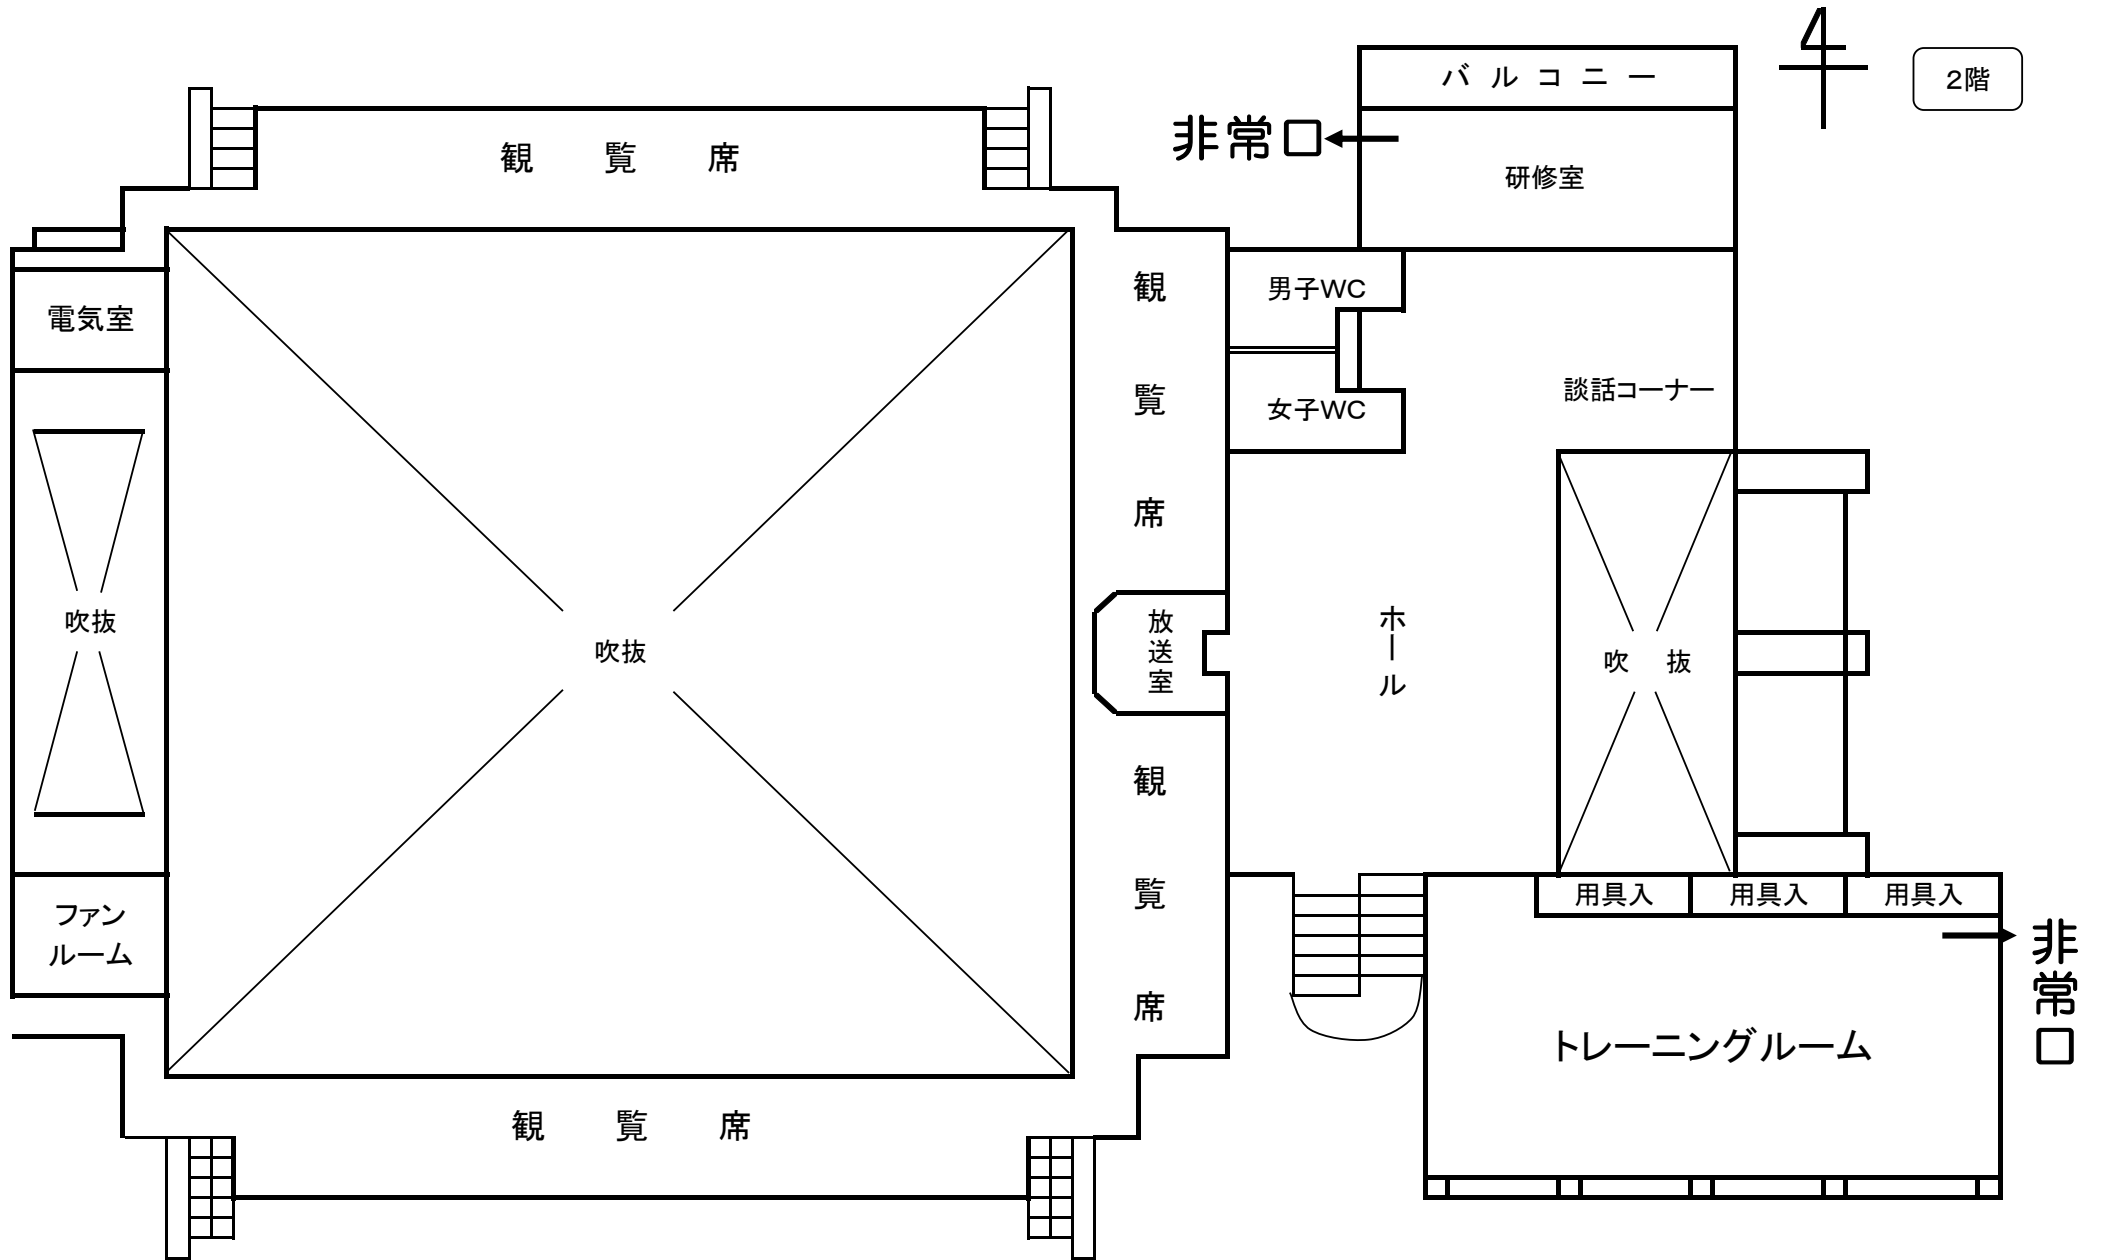 2階
バルコニー
非常口
研修室
観覧席
観覧席
男子WC
女子WC
電気室
談話コーナー
吹抜
吹抜
放送室
ホール
吹抜
観覧席
用具入
用具入
用具入
ファン
ルーム
非常口
トレーニングルーム
観覧席